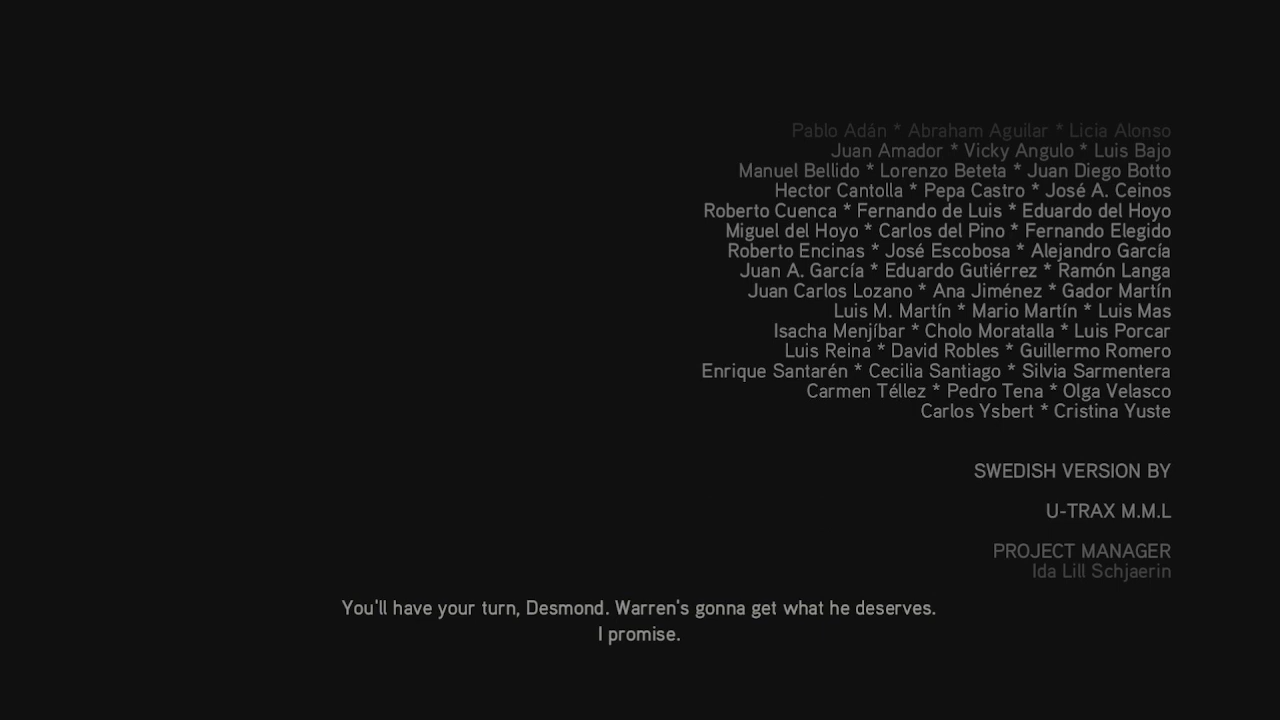 Pablo Adán * Abraham Aguilar * Licia Alonso
Juan Amador * Vicky Angulo * Luis Bajo
Manuel Bellido * Lorenzo Beteta * Juan Diego Botto
Hector Cantolla * Pepa Castro * José A. Ceinos
Roberto Cuenca * Fernando de Luis * Eduardo del Hoyo
Miguel del Hoyo * Carlos del Pino * Fernando Elegido
Roberto Encinas * José Escobosa * Alejandro García
Juan A. García * Eduardo Gutiérrez * Ramón Langa
Juan Carlos Lozano * Ana Jiménez * Gador Martín
Luis M. Martín * Mario Martín * Luis Mas
Isacha Menjíbar * Cholo Moratalla * Luis Porcar
Luis Reina * David Robles * Guillermo Romero
Enrique Santarén * Cecilia Santiago * Silvia Sarmentera
Carmen Téllez * Pedro Tena * Olga Velasco
Carlos Ysbert * Cristina Yuste
SWEDISH VERSION BY
U-TRAX M.M.L
PROJECT MANAGER
Ida Lill Schjaerin
You'll have your turn, Desmond. Warren's gonna get what he deserves.
I promise.